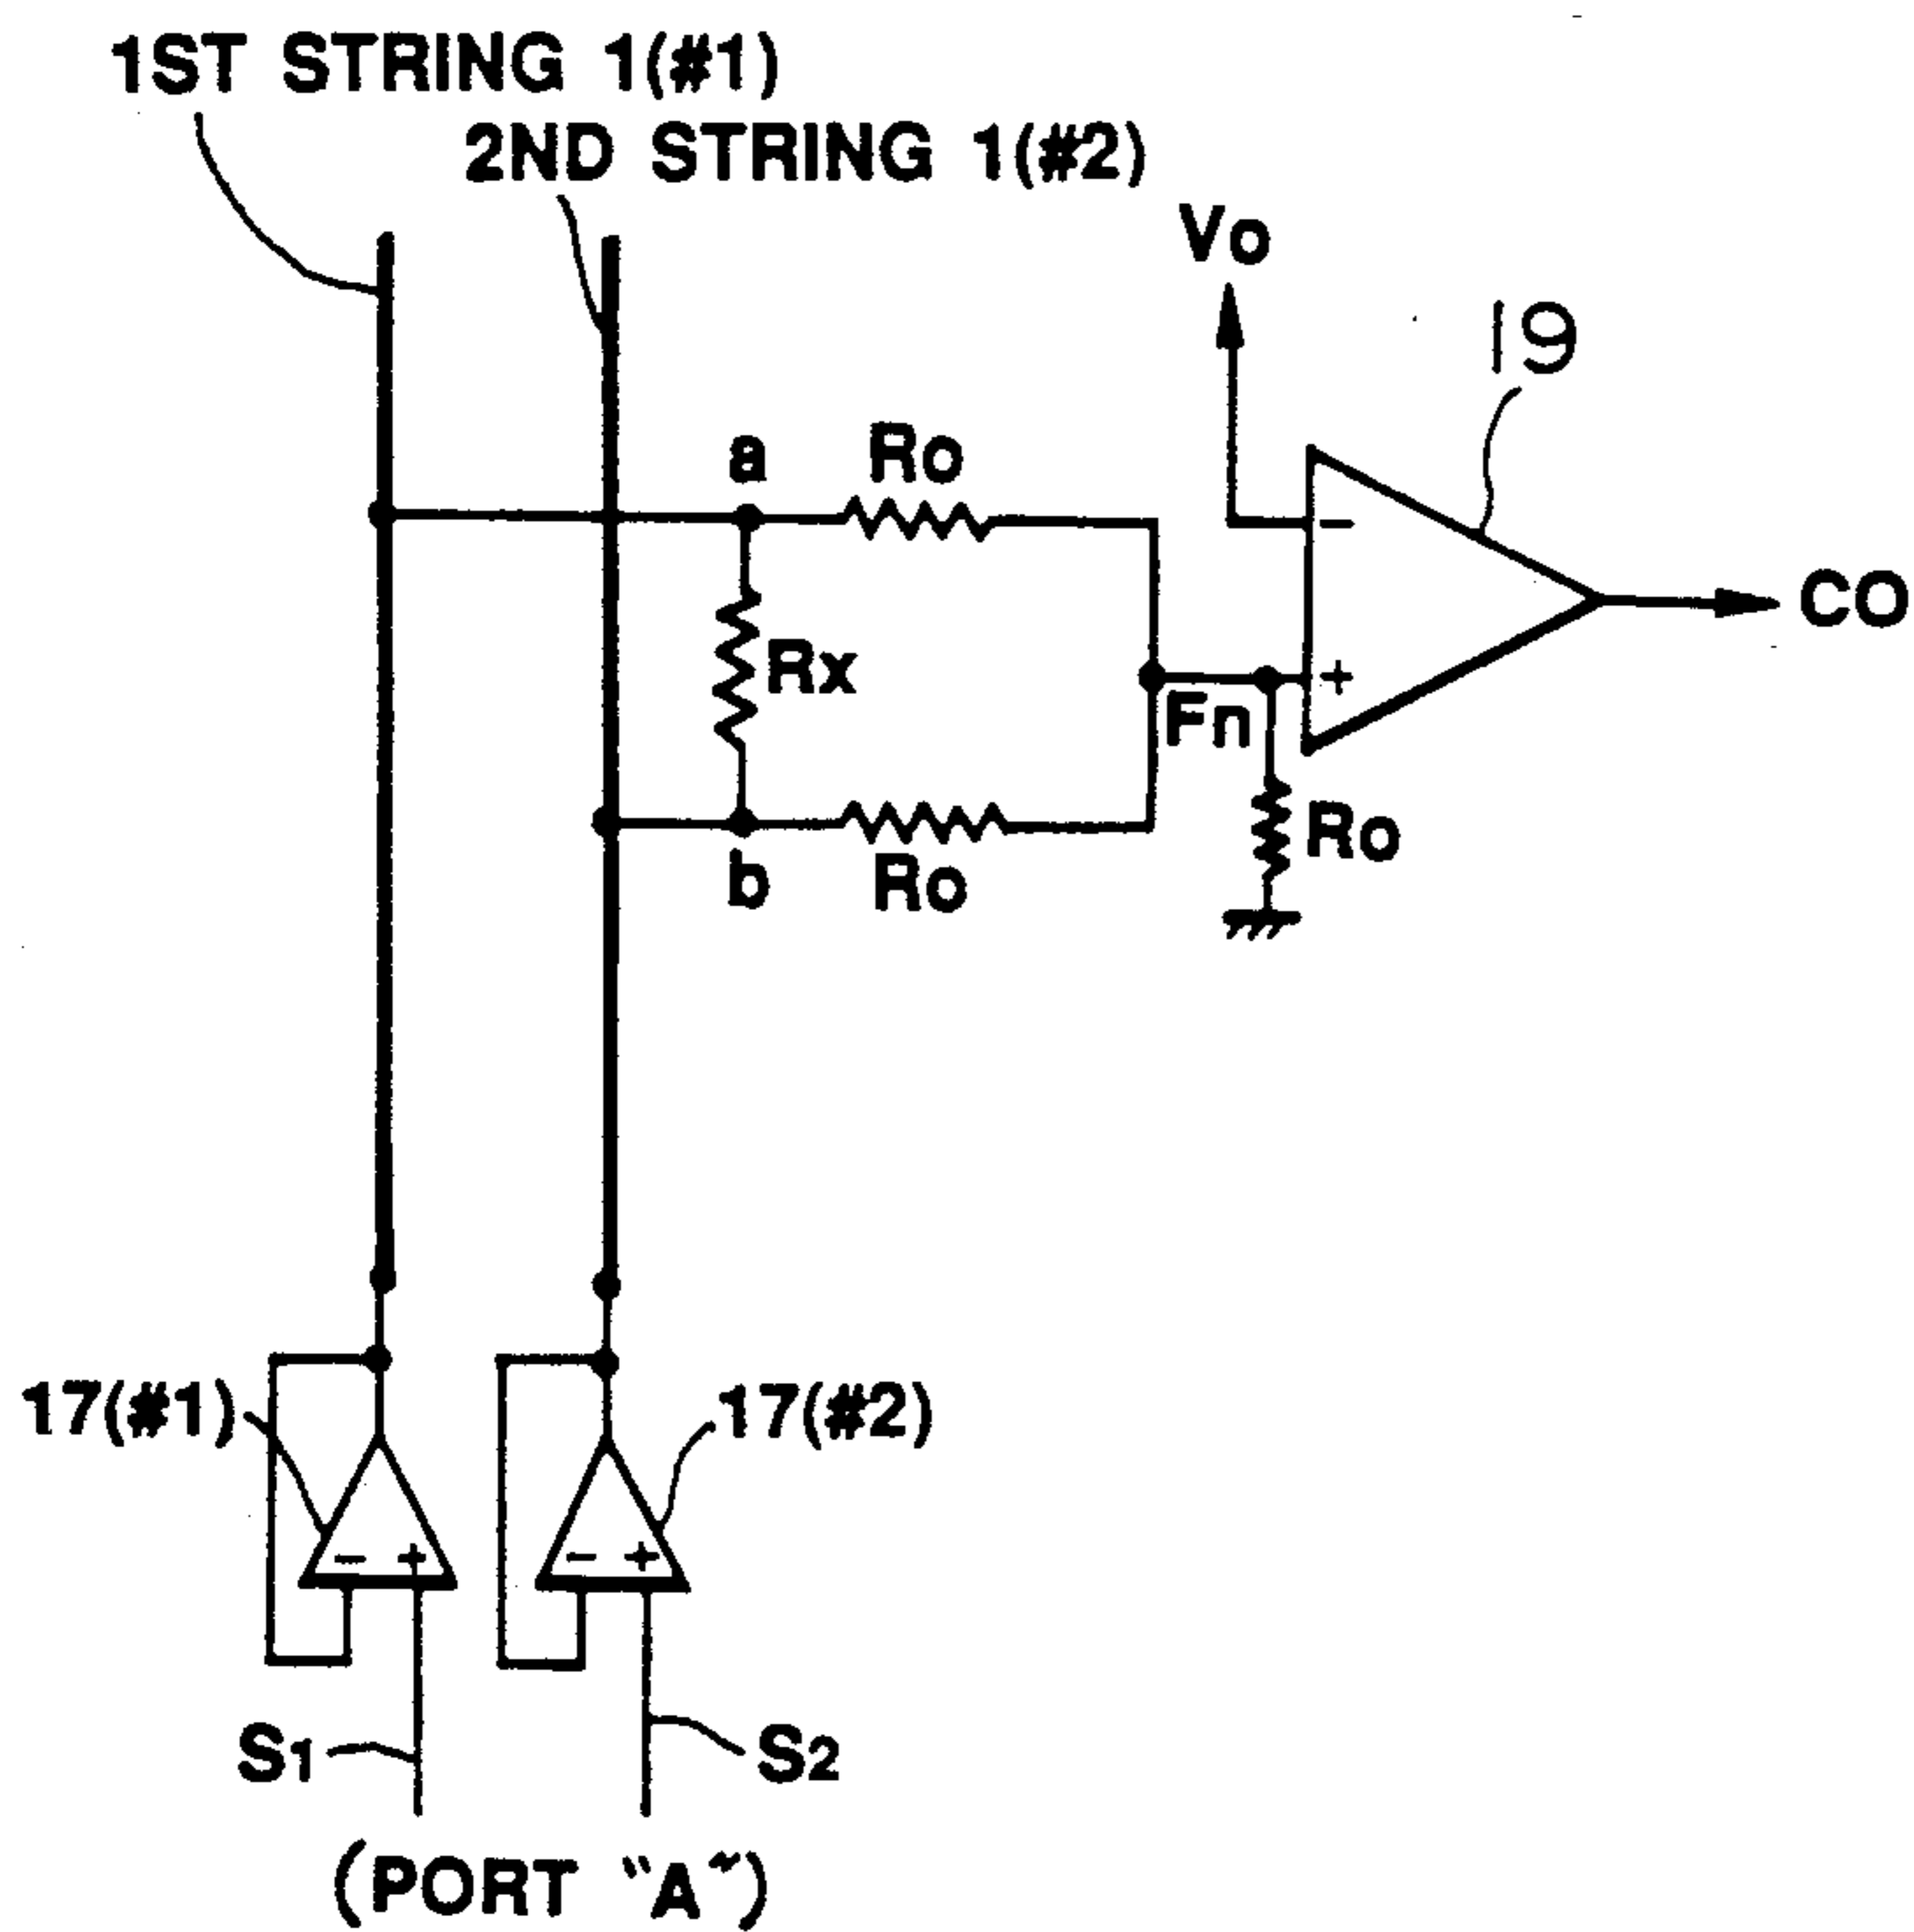 1ST STRING 1(#1)
2ND STRING 1(#2)
Vo
19
a
Ro
−
CO
Rx
+
Fn
Ro
b
Ro
17(#1)
17(#2)
− +
− +
S1
S2
(PORT "A")